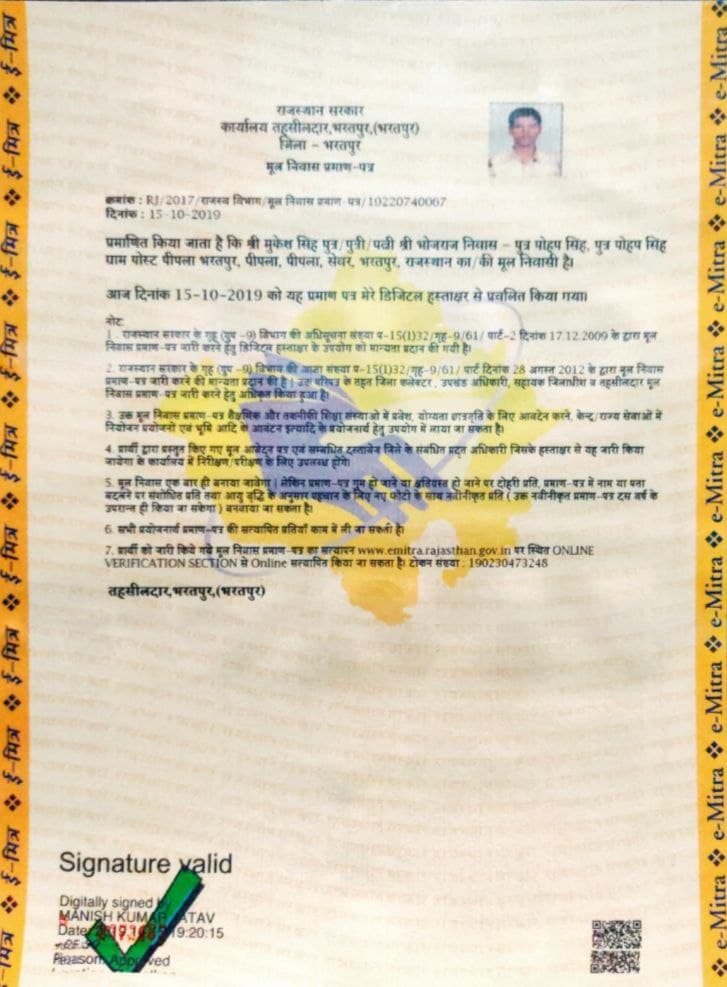 राजस्थान सरकार
कार्यालय तहसीलदार,भरतपुर,(भरतपुर)
जिला - भरतपुर
मूल निवास प्रमाण-पत्र
क्रमांक : RJ/2017/राजस्व विभाग/मूल निवास प्रमाण-पत्र/10220740067
दिनांक : 15-10-2019
प्रमाणित किया जाता है कि श्री मुकेश सिंह पुत्र/पुत्री/पत्नी श्री भोजराज निवास - पुत्र पोहप सिंह, पुत्र पोहप सिंह
ग्राम पोस्ट पीपला भरतपुर, पीपला, पीपला, सेवर, भरतपुर, राजस्थान का/की मूल निवासी है।
आज दिनांक 15-10-2019 को यह प्रमाण पत्र मेरे डिजिटल हस्ताक्षर से प्रचलित किया गया।
नोट:
1 . राजस्थान सरकार के गृह (ग्रुप -9) विभाग की अधिसूचना संख्या प-15(1)32/गृह-9/61/ पार्ट-2 दिनांक 17.12.2009 के द्वारा मूल
निवास प्रमाण-पत्र जारी करने हेतु डिजिटल हस्ताक्षर के उपयोग को मान्यता प्रदान की गयी है।
2. राजस्थान सरकार के गृह (ग्रुप -9) विभाग की आज्ञा संख्या प-15(1)32/गृह-9/61/ पार्ट दिनांक 28 अगस्त 2012 के द्वारा मूल निवास
प्रमाण-पत्र जारी करने की मान्यता प्रदान की है | उक्त परिपत्र के तहत जिला कलेक्टर , उपखंड अधिकारी, सहायक जिलाधीश व तहसीलदार मूल
निवास प्रमाण-पत्र जारी करने हेतु अधिकृत किया हुआ है।
3. उक्त मूल निवास प्रमाण-पत्र शैक्षणिक और तकनीकी शिक्षा संस्थाओ में प्रवेश, योग्यता छात्रवृति के लिए आवदेन करने, केन्द्र/राज्य सेवाओं में
नियोजन प्रयोजनो एवं भूमि आदि के आवंटन इत्यादि के प्रयोजनार्थ हेतु उपयोग में लाया जा सकता है।
4. प्रार्थी द्वारा प्रस्तुत किए गए मूल आवेदन पत्र एवं सम्बधित दस्तावेज जिले के संबधित प्रदत अधिकारी जिसके हस्ताक्षर से यह जारी किया
जायेगा के कार्यालय में निरीक्षण/परीक्षण के लिए उपलब्ध होंगे।
5. मूल निवास एक बार ही बनाया जावेगा | लेकिन प्रमाण-पत्र गुम हो जाने या क्षतिग्रस्त हो जाने पर दोहरी प्रति, प्रमाण-पत्र में नाम या पता
बदलने पर संशोधित प्रति तथा आयु वृद्धि के अनुसार पहचान के लिए नए फोटो के साथ नवीनीकृत प्रति ( उक्त नवीनीकृत प्रमाण-पत्र दस वर्ष के
उपरान्त ही किया जा सकेगा ) बनवाया जा सकता है।
6. सभी प्रयोजनार्थ प्रमाण-पत्र की सत्यापित प्रतियाँ काम में ली जा सकती है।
7. प्रार्थी को जारी किये गये मूल निवास प्रमाण-पत्र का सत्यापन www.emitra.rajasthan.gov.in पर स्थित ONLINE
VERIFICATION SECTION से Online सत्यापित किया जा सकता है। टोकन संख्या : 190230473248
तहसीलदार,भरतपुर,(भरतपुर)
Signature valid
Digitally signed by
MANISH KUMAR JATAV
Date: 19:20:15
Reason: Approved
ई-मित्र ❖ ई-मित्र ❖ ई-मित्र ❖ ई-मित्र ❖ ई-मित्र ❖ ई-मित्र ❖ ई-मित्र ❖ ई-मित्र ❖ ई-मित्र ❖ ई-मित्र
e-Mitra ❖ e-Mitra ❖ e-Mitra ❖ e-Mitra ❖ e-Mitra ❖ e-Mitra ❖ e-Mitra ❖ e-Mitra ❖ e-Mitra